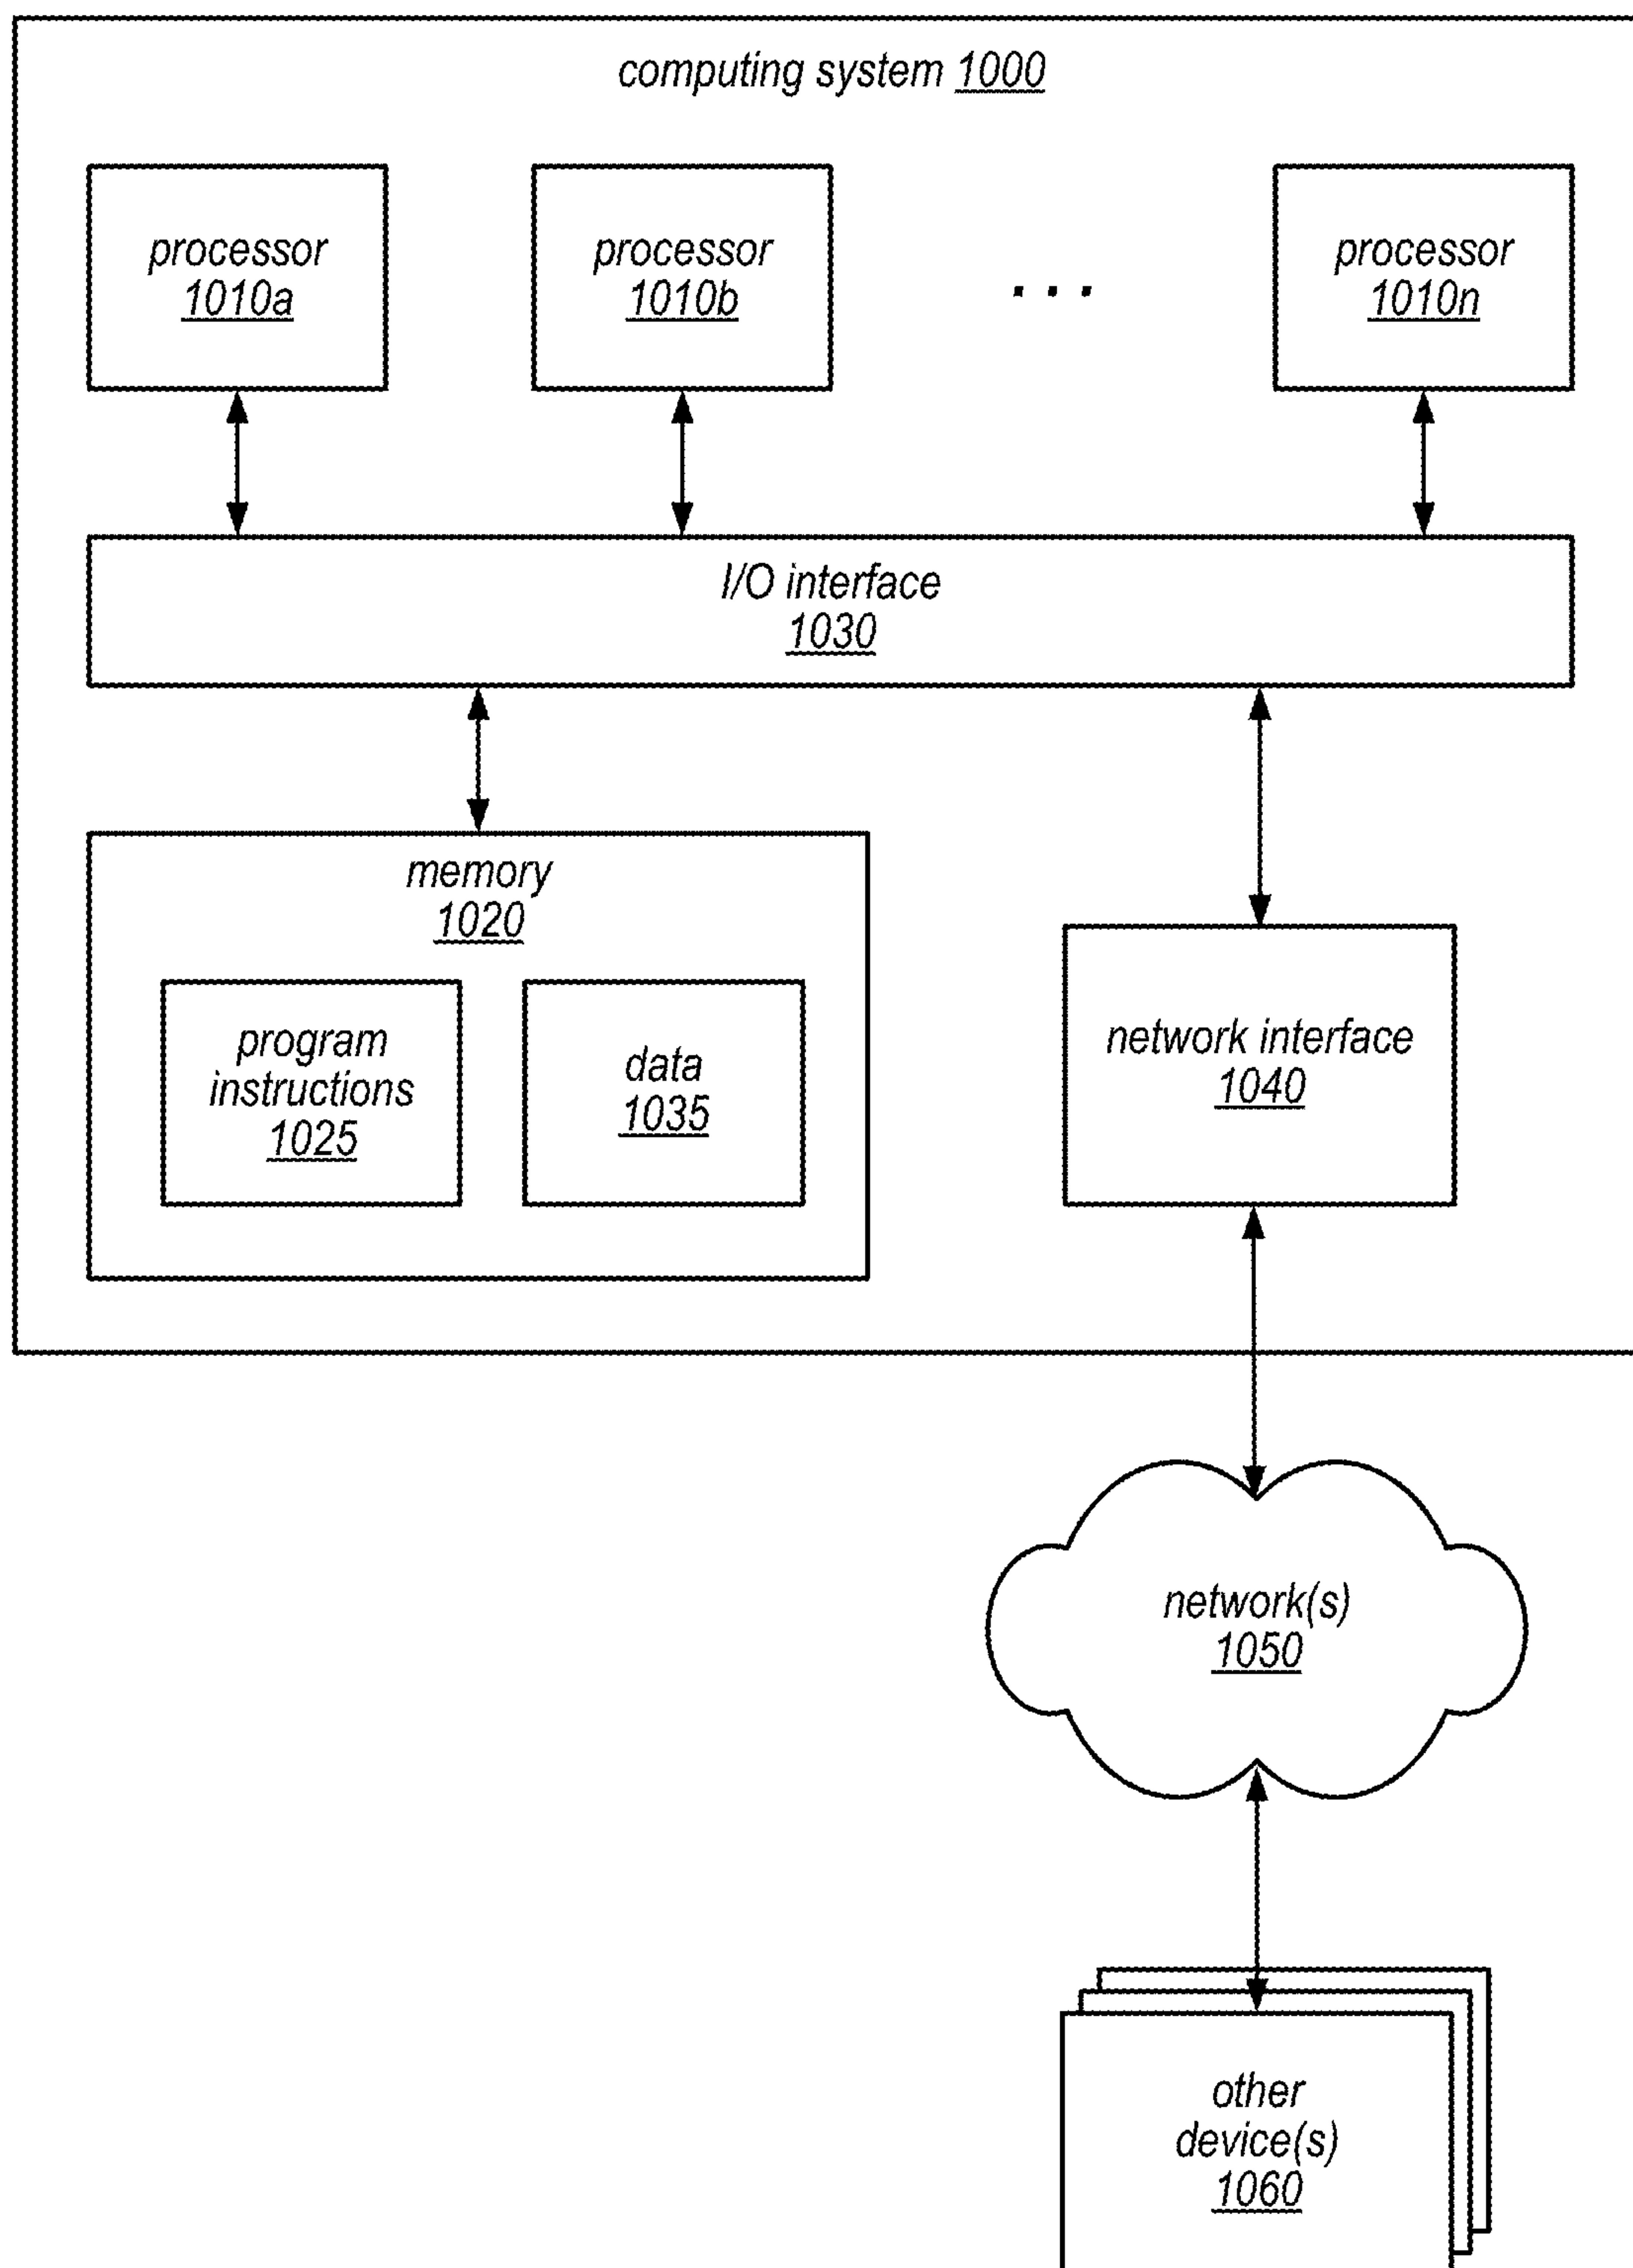 computing system 1000
processor
1010a
processor
1010b
. . .
processor
1010n
I/O interface
1030
memory
1020
program
instructions
1025
data
1035
network interface
1040
network(s)
1050
other
device(s)
1060